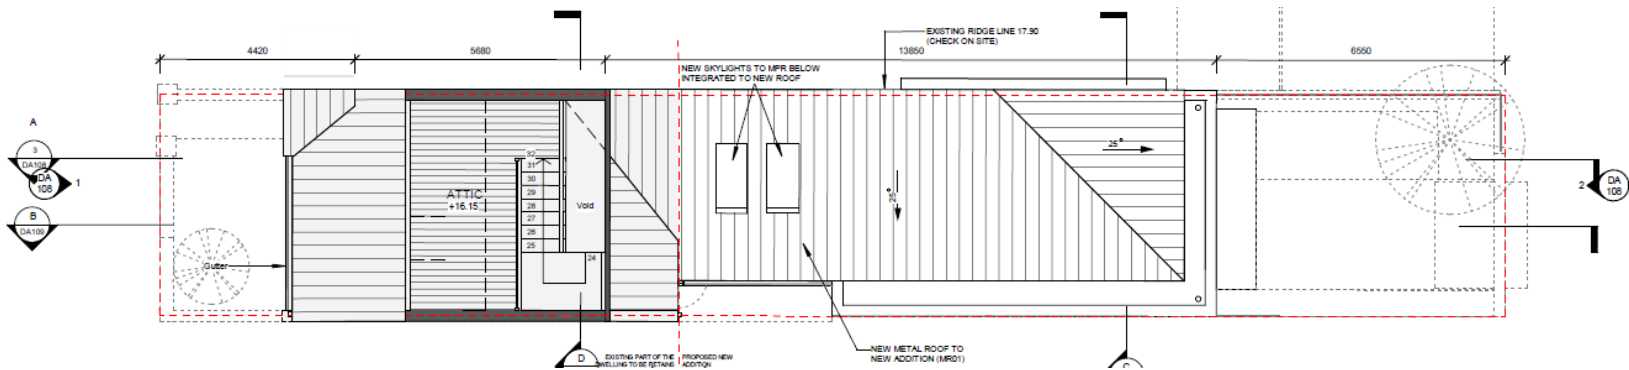 4420
5680
13850
6550
EXISTING RIDGE LINE 17.90
(CHECK ON SITE)
NEW SKYLIGHTS TO MPR BELOW
INTEGRATED TO NEW ROOF
A
3
DA108
DA
108
1
B
DA109
Gutter
ATTIC
+16.15
32
31
30
29
28
27
26
25
24
Void
25°
25°
2
DA
108
NEW METAL ROOF TO
NEW ADDITION (MR01)
D
EXISTING PART OF THE
DWELLING TO BE RETAINS
PROPOSED NEW
ADDITION
C